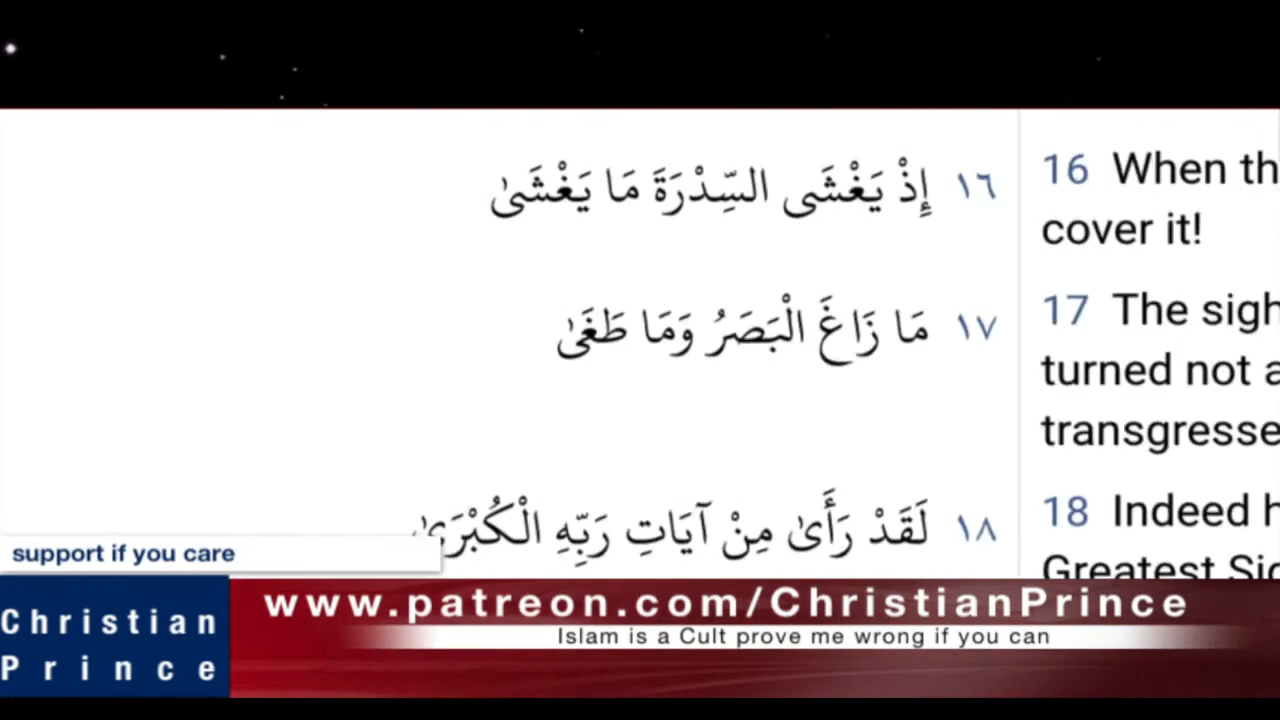 ١٦ إِذْ يَغْشَى السِّدْرَةَ مَا يَغْشَىٰ
16 When th
cover it!
١٧ مَا زَاغَ الْبَصَرُ وَمَا طَغَىٰ
17 The sigh
turned not a
transgresse
١٨ لَقَدْ رَأَىٰ مِنْ آيَاتِ رَبِّهِ الْكُبْرَىٰ
18 Indeed h
Greatest Sig
support if you care
Christian
Prince
www.patreon.com/ChristianPrince
Islam is a Cult prove me wrong if you can